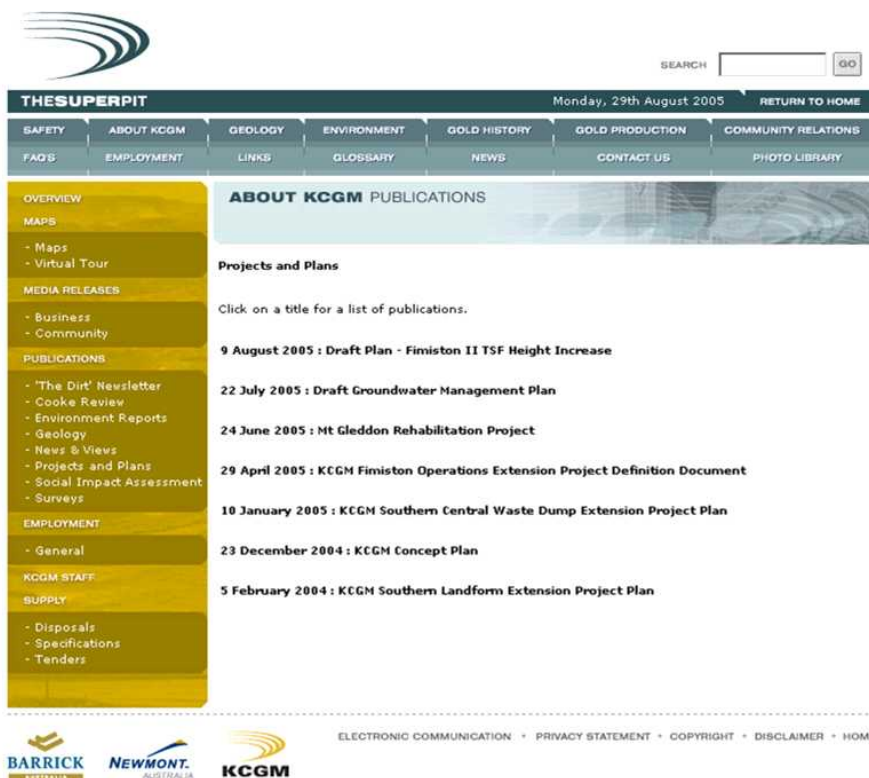 SEARCH GO
THESUPERPIT Monday, 29th August 2005 RETURN TO HOME
SAFETY ABOUT KCGM GEOLOGY ENVIRONMENT GOLD HISTORY GOLD PRODUCTION COMMUNITY RELATIONS
FAQ'S EMPLOYMENT LINKS GLOSSARY NEWS CONTACT US PHOTO LIBRARY
OVERVIEW
MAPS
- Maps
- Virtual Tour
MEDIA RELEASES
- Business
- Community
PUBLICATIONS
- 'The Dirt' Newsletter
- Cooke Review
- Environment Reports
- Geology
- News & Views
- Projects and Plans
- Social Impact Assessment
- Surveys
EMPLOYMENT
- General
KCGM STAFF
SUPPLY
- Disposals
- Specifications
- Tenders
ABOUT KCGM PUBLICATIONS
Projects and Plans
Click on a title for a list of publications.
9 August 2005 : Draft Plan - Fimiston II TSF Height Increase
22 July 2005 : Draft Groundwater Management Plan
24 June 2005 : Mt Gleddon Rehabilitation Project
29 April 2005 : KCGM Fimiston Operations Extension Project Definition Document
10 January 2005 : KCGM Southern Central Waste Dump Extension Project Plan
23 December 2004 : KCGM Concept Plan
5 February 2004 : KCGM Southern Landform Extension Project Plan
ELECTRONIC COMMUNICATION • PRIVACY STATEMENT • COPYRIGHT • DISCLAIMER • HOM
BARRICK NEWMONT. KCGM
AUSTRALIA AUSTRALIA